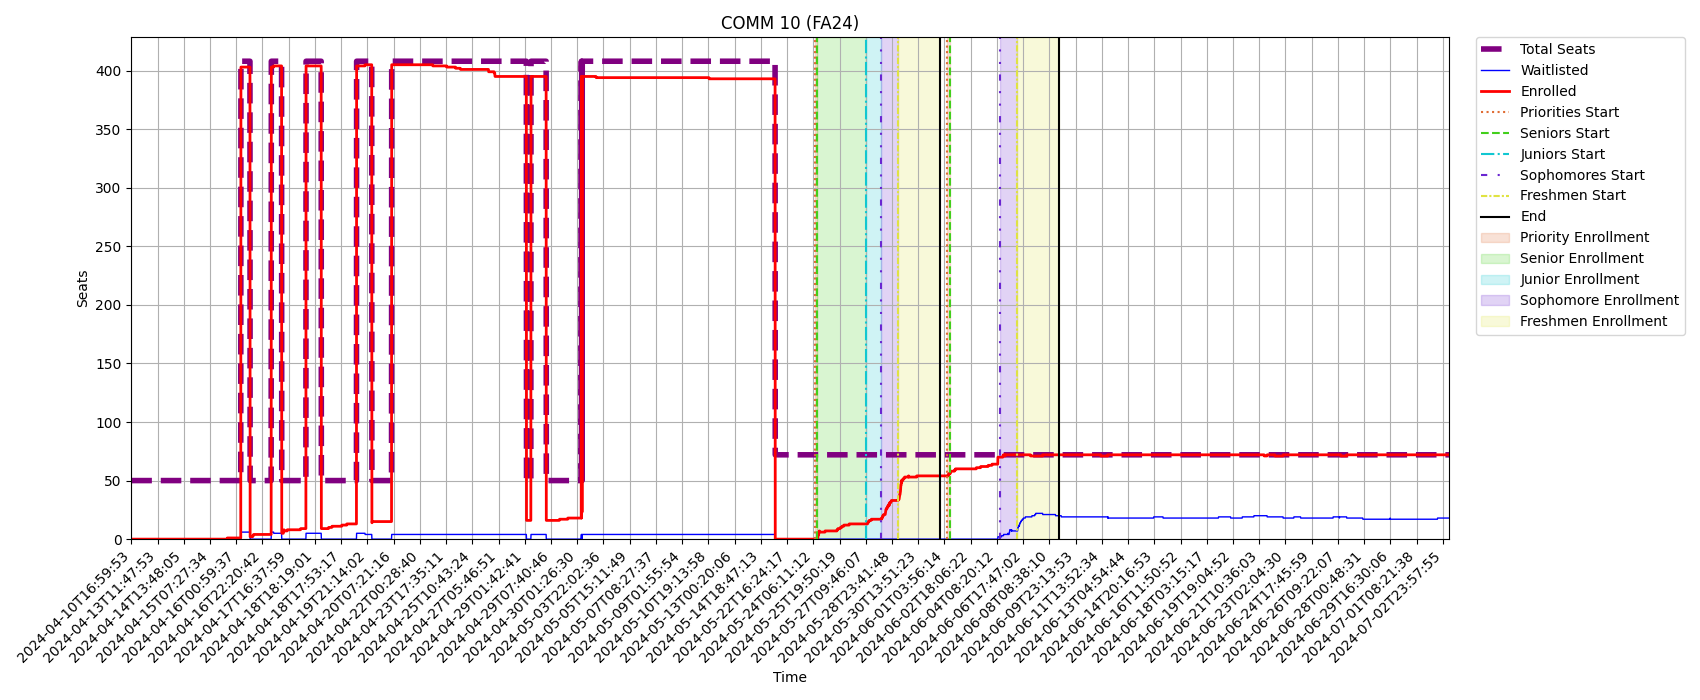 COMM 10 (FA24)
Seats
400
350
300
250
200
150
100
50
0
2024-04-10T16:59:53
2024-04-13T11:47:53
2024-04-14T13:48:05
2024-04-15T07:27:34
2024-04-16T00:59:37
2024-04-16T22:20:42
2024-04-17T16:37:59
2024-04-18T18:19:01
2024-04-18T17:53:17
2024-04-19T21:14:02
2024-04-20T07:21:16
2024-04-22T00:28:40
2024-04-23T17:35:11
2024-04-25T10:43:24
2024-04-27T05:46:51
2024-04-29T01:42:41
2024-04-29T07:40:46
2024-04-30T01:26:30
2024-05-03T22:02:36
2024-05-05T15:11:49
2024-05-07T08:27:37
2024-05-09T01:55:54
2024-05-10T19:13:58
2024-05-13T00:20:06
2024-05-14T18:47:13
2024-05-22T16:24:17
2024-05-24T06:11:12
2024-05-25T19:50:19
2024-05-27T09:46:07
2024-05-28T23:41:48
2024-05-30T13:51:23
2024-06-01T03:56:14
2024-06-02T18:06:22
2024-06-04T08:20:12
2024-06-06T17:47:02
2024-06-08T08:38:10
2024-06-09T23:13:53
2024-06-11T13:52:34
2024-06-13T04:54:44
2024-06-14T20:16:53
2024-06-16T11:50:52
2024-06-18T03:15:17
2024-06-19T19:04:52
2024-06-21T10:36:03
2024-06-23T02:04:30
2024-06-24T17:45:59
2024-06-26T09:22:07
2024-06-28T00:48:31
2024-06-29T16:30:06
2024-07-01T08:21:38
2024-07-02T23:57:55
Time
Total Seats
Waitlisted
Enrolled
Priorities Start
Seniors Start
Juniors Start
Sophomores Start
Freshmen Start
End
Priority Enrollment
Senior Enrollment
Junior Enrollment
Sophomore Enrollment
Freshmen Enrollment